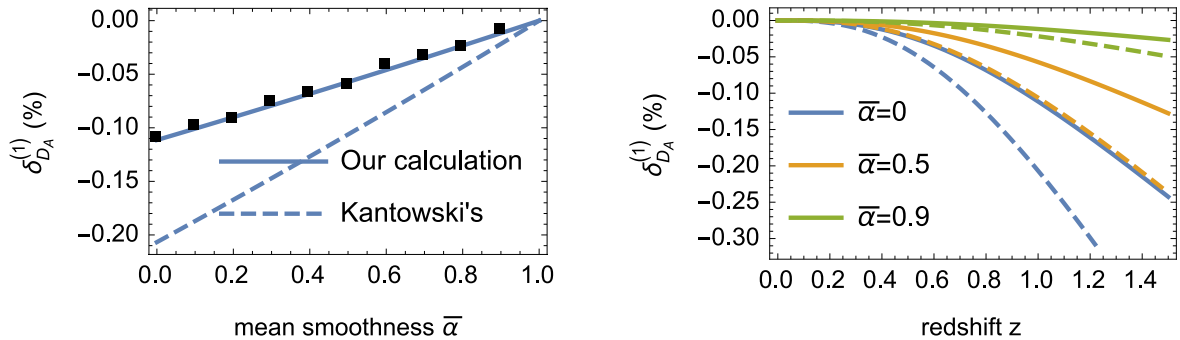 0.00
−0.05
−0.10
−0.15
−0.20
δ_{D_A}^{(1)} (%)
Our calculation
Kantowski's
0.0 0.2 0.4 0.6 0.8 1.0
mean smoothness α̅
0.00
−0.05
−0.10
−0.15
−0.20
−0.25
−0.30
δ_{D_A}^{(1)} (%)
α̅=0
α̅=0.5
α̅=0.9
0.0 0.2 0.4 0.6 0.8 1.0 1.2 1.4
redshift z